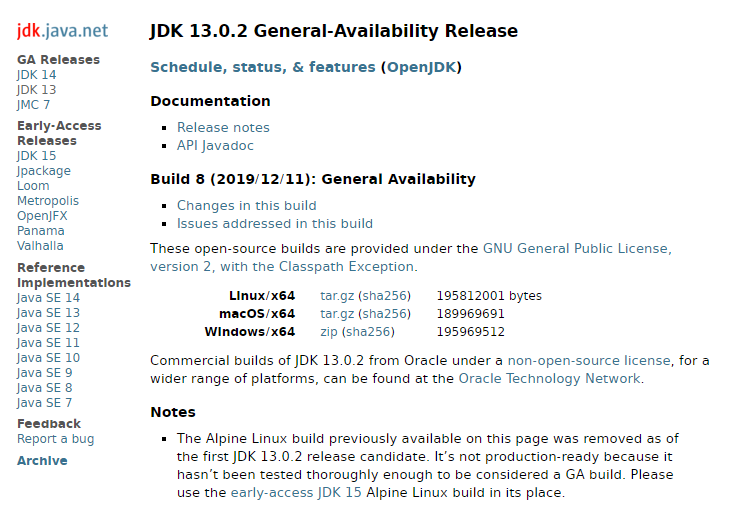 jdk.java.net
GA Releases
JDK 14
JDK 13
JMC 7
Early-Access
Releases
JDK 15
Jpackage
Loom
Metropolis
OpenJFX
Panama
Valhalla
Reference
Implementations
Java SE 14
Java SE 13
Java SE 12
Java SE 11
Java SE 10
Java SE 9
Java SE 8
Java SE 7
Feedback
Report a bug
Archive
JDK 13.0.2 General-Availability Release
Schedule, status, & features (OpenJDK)
Documentation
Release notes
API Javadoc
Build 8 (2019/12/11): General Availability
Changes in this build
Issues addressed in this build
These open-source builds are provided under the GNU General Public License,
version 2, with the Classpath Exception.
Linux/x64 tar.gz (sha256) 195812001 bytes
macOS/x64 tar.gz (sha256) 189969691
Windows/x64 zip (sha256) 195969512
Commercial builds of JDK 13.0.2 from Oracle under a non-open-source license, for a
wider range of platforms, can be found at the Oracle Technology Network.
Notes
The Alpine Linux build previously available on this page was removed as of
the first JDK 13.0.2 release candidate. It’s not production-ready because it
hasn’t been tested thoroughly enough to be considered a GA build. Please
use the early-access JDK 15 Alpine Linux build in its place.